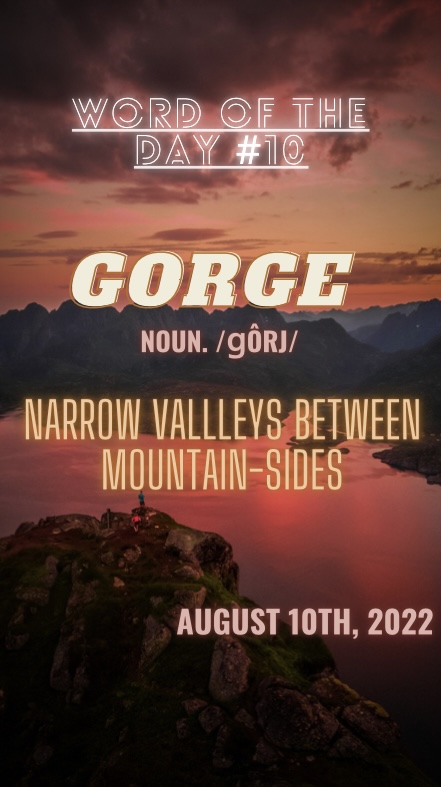 WORD OF THE
DAY #10
GORGE
NOUN. /gÔRJ/
NARROW VALLLEYS BETWEEN
MOUNTAIN-SIDES
AUGUST 10TH, 2022